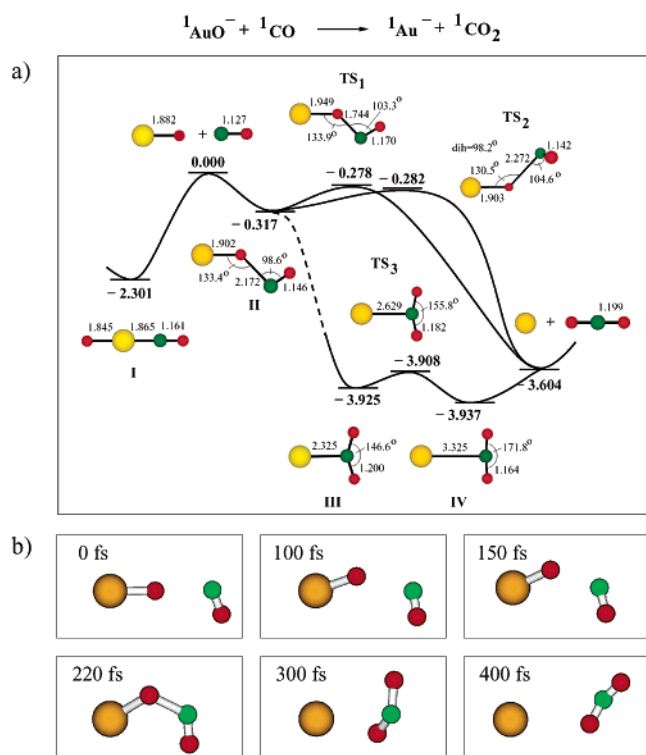 ¹AuO⁻ + ¹CO ⟶ ¹Au⁻ + ¹CO₂
a)
TS₁
1.882
+
1.127
1.949
1.744
103.3°
133.9°
1.170
TS₂
dih=98.2°
1.142
2.272
130.5°
104.6°
1.903
0.000
− 0.278
− 0.282
− 0.317
− 2.301
1.902
98.6°
133.4°
2.172
1.146
II
TS₃
2.629
155.8°
1.182
+
1.199
1.845
1.865
1.161
I
− 3.908
− 3.604
− 3.925
− 3.937
2.325
146.6°
1.200
III
3.325
171.8°
1.164
IV
b)
0 fs
100 fs
150 fs
220 fs
300 fs
400 fs